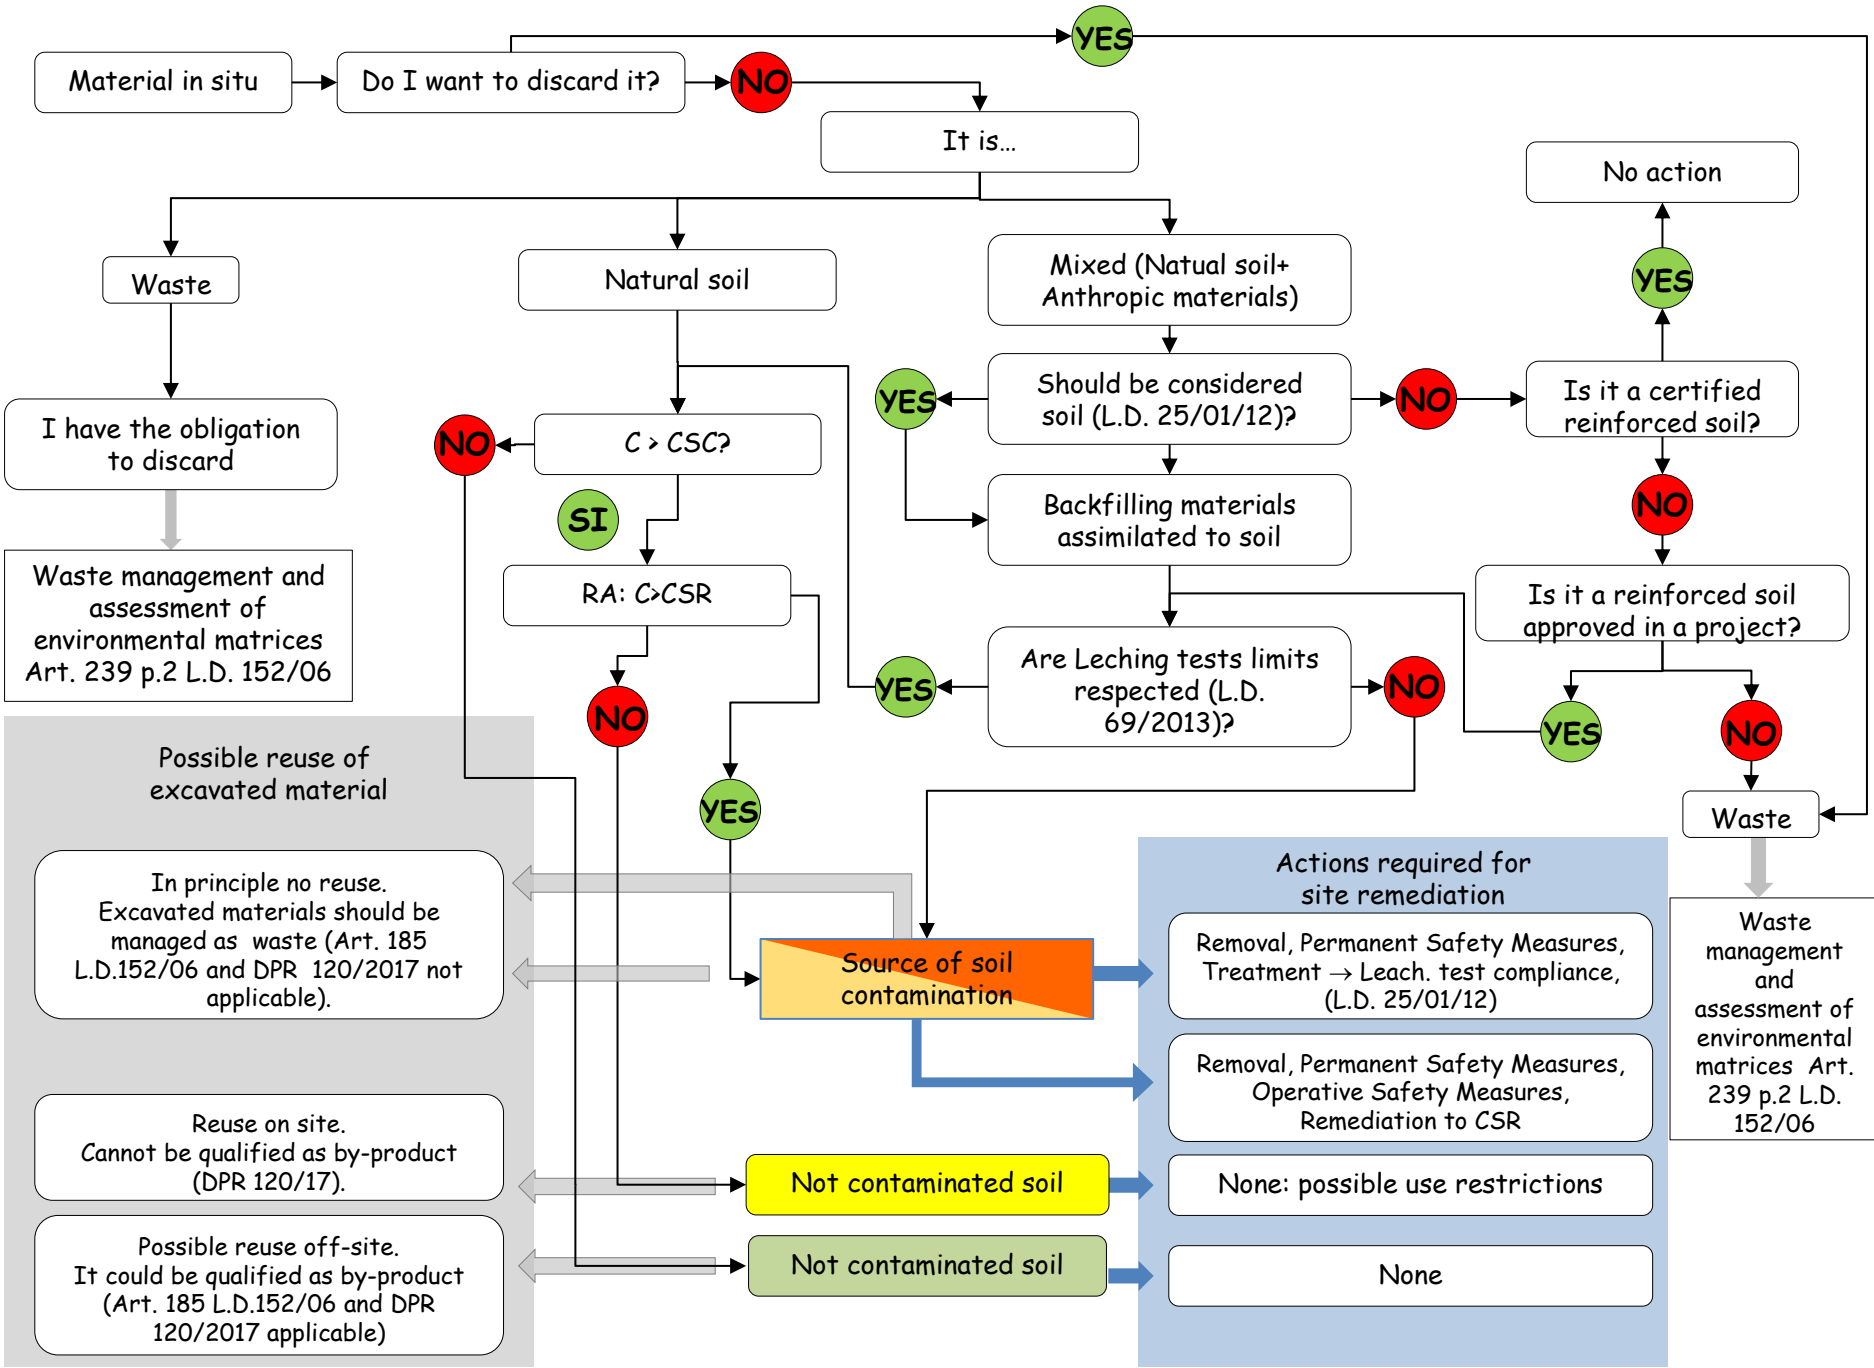 YES
Material in situ
Do I want to discard it?
NO
It is...
No action
Waste
Natural soil
Mixed (Natual soil+
Anthropic materials)
YES
I have the obligation
to discard
NO
C > CSC?
YES
Should be considered
soil (L.D. 25/01/12)?
NO
Is it a certified
reinforced soil?
SI
Backfilling materials
assimilated to soil
NO
Waste management and
assessment of
environmental matrices
Art. 239 p.2 L.D. 152/06
RA: C>CSR
Is it a reinforced soil
approved in a project?
NO
YES
Are Leching tests limits
respected (L.D.
69/2013)?
NO
YES
NO
Possible reuse of
excavated material
YES
Waste
In principle no reuse.
Excavated materials should be
managed as waste (Art. 185
L.D.152/06 and DPR 120/2017 not
applicable).
Source of soil
contamination
Actions required for
site remediation
Removal, Permanent Safety Measures,
Treatment → Leach. test compliance,
(L.D. 25/01/12)
Waste
management
and
assessment of
environmental
matrices Art.
239 p.2 L.D.
152/06
Removal, Permanent Safety Measures,
Operative Safety Measures,
Remediation to CSR
Reuse on site.
Cannot be qualified as by-product
(DPR 120/17).
Not contaminated soil
None: possible use restrictions
Possible reuse off-site.
It could be qualified as by-product
(Art. 185 L.D.152/06 and DPR
120/2017 applicable)
Not contaminated soil
None